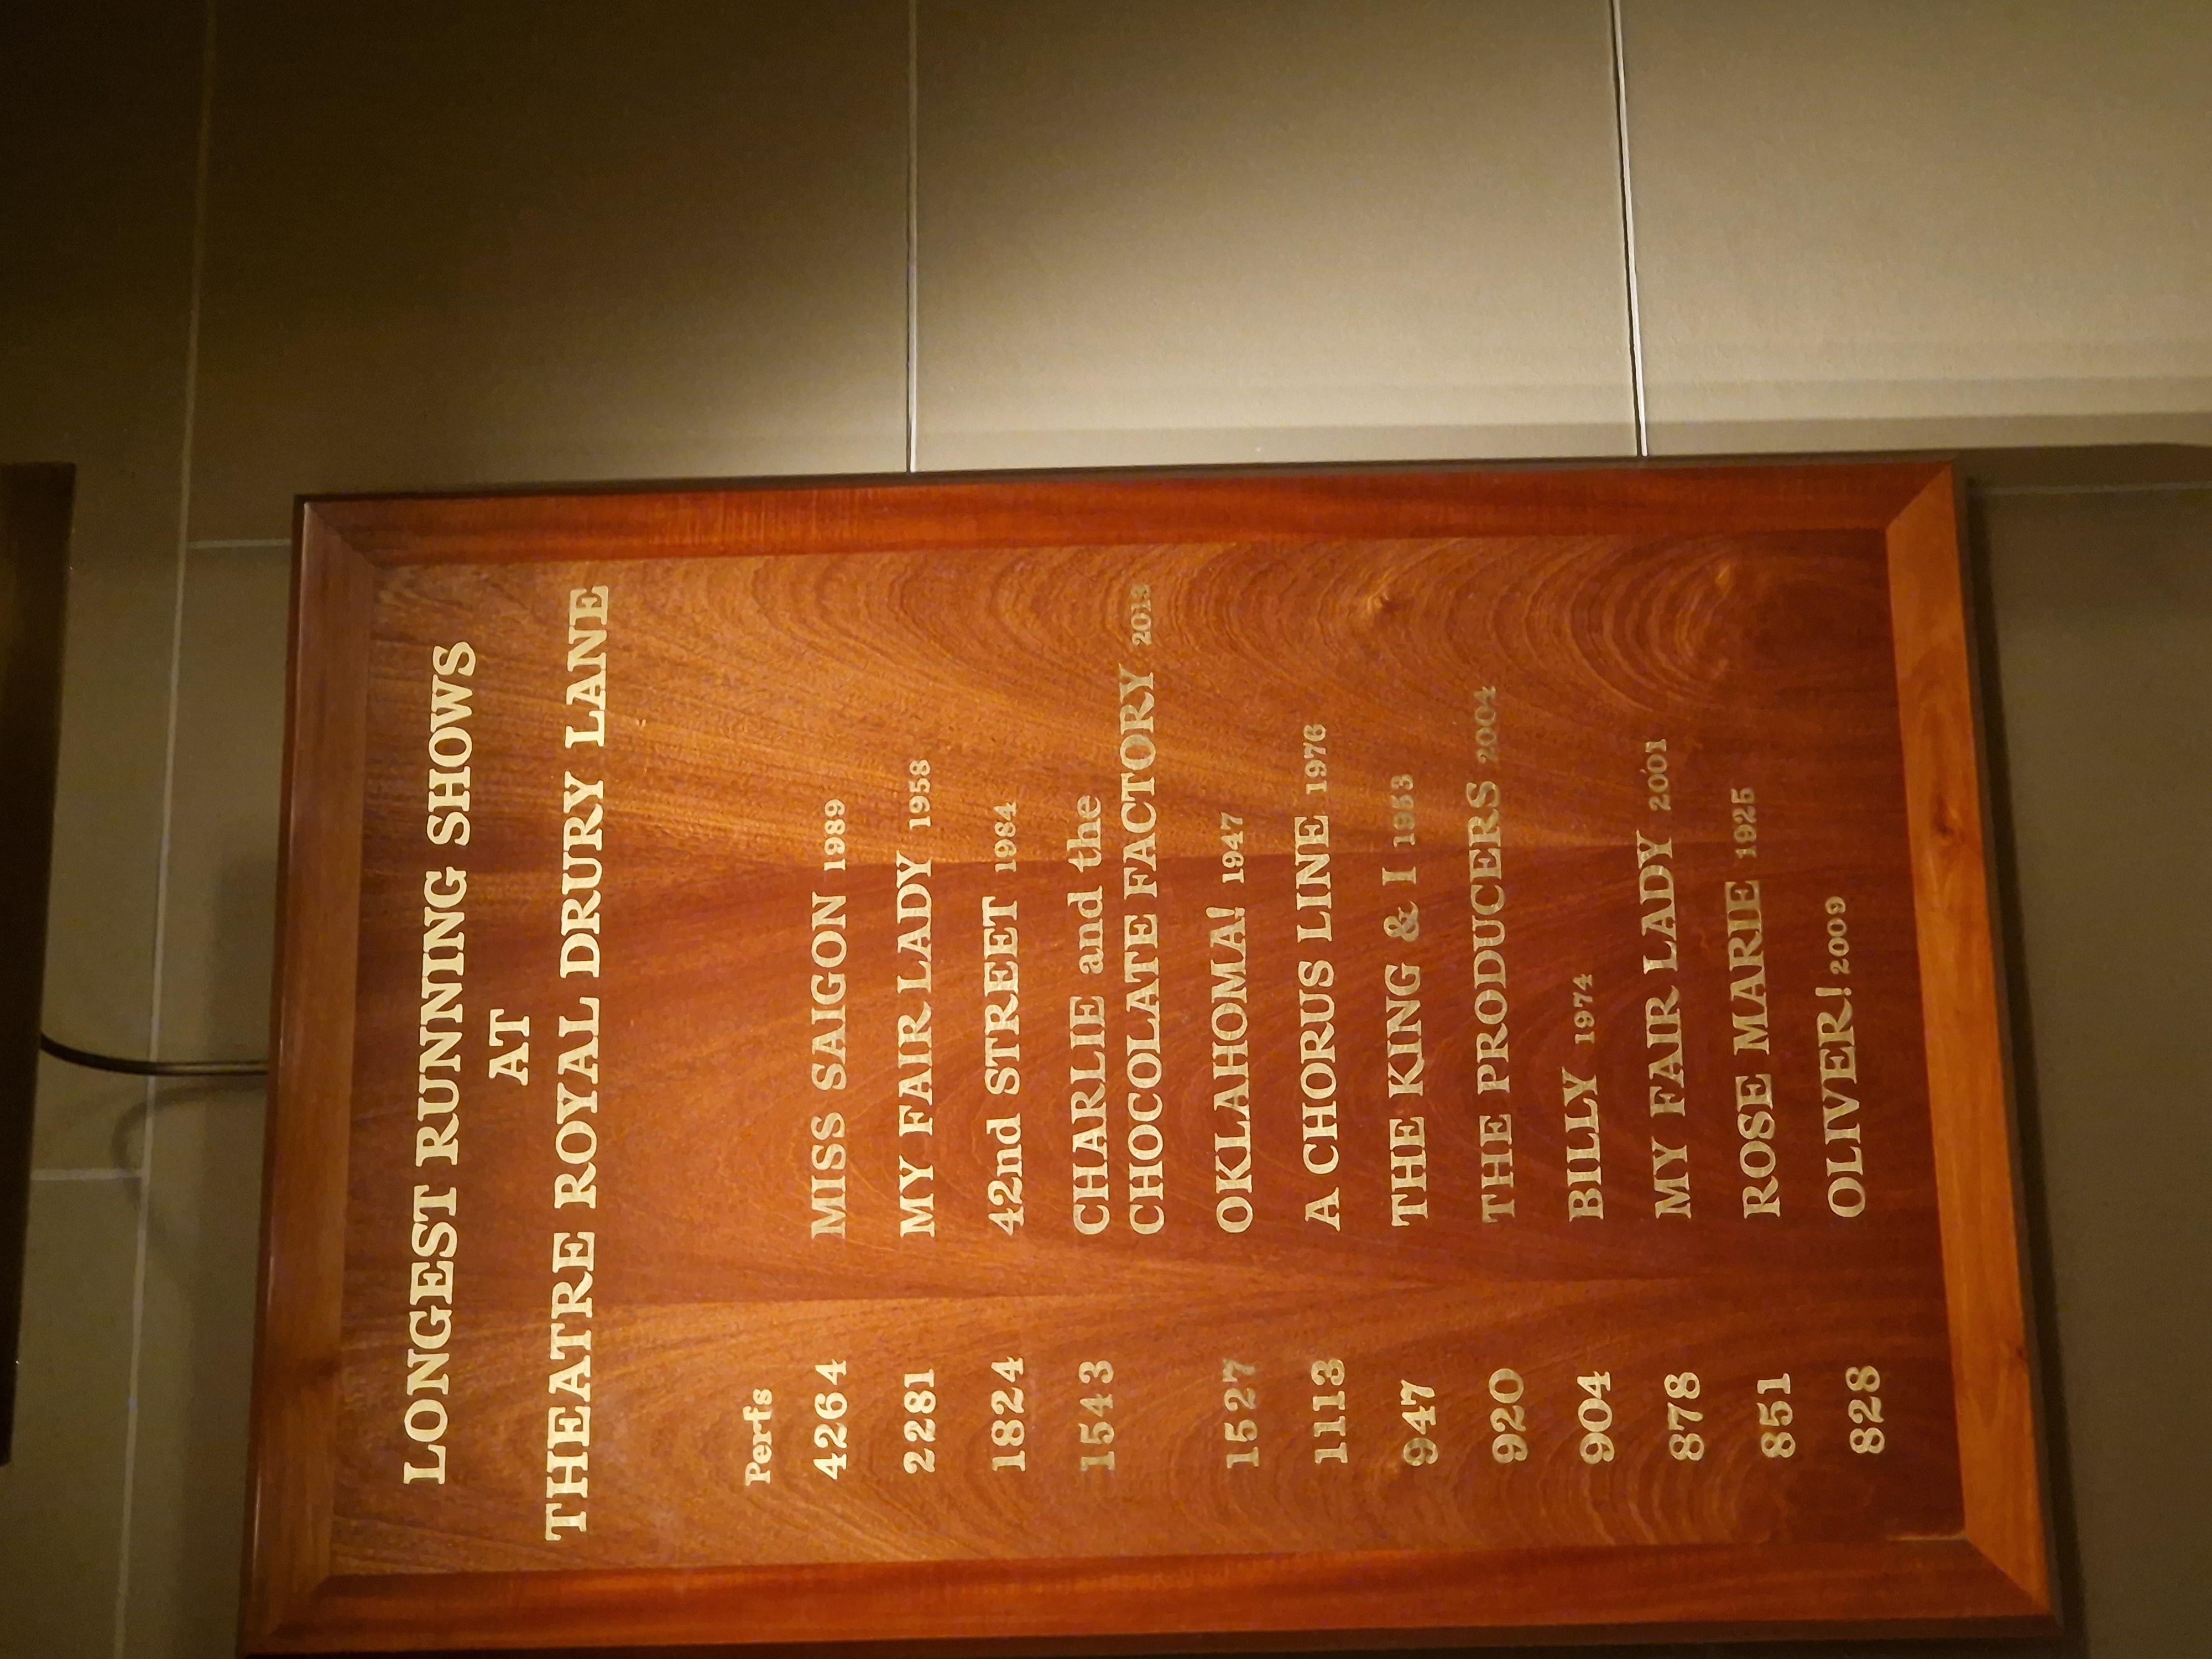 LONGEST RUNNING SHOWS
AT
THEATRE ROYAL DRURY LANE
Perfs
4264 MISS SAIGON 1989
2281 MY FAIR LADY 1958
1824 42nd STREET 1984
1543 CHARLIE and the
CHOCOLATE FACTORY 2013
1527 OKLAHOMA! 1947
1113 A CHORUS LINE 1976
947 THE KING & I 1953
920 THE PRODUCERS 2004
904 BILLY 1974
878 MY FAIR LADY 2001
851 ROSE MARIE 1925
828 OLIVER! 2009